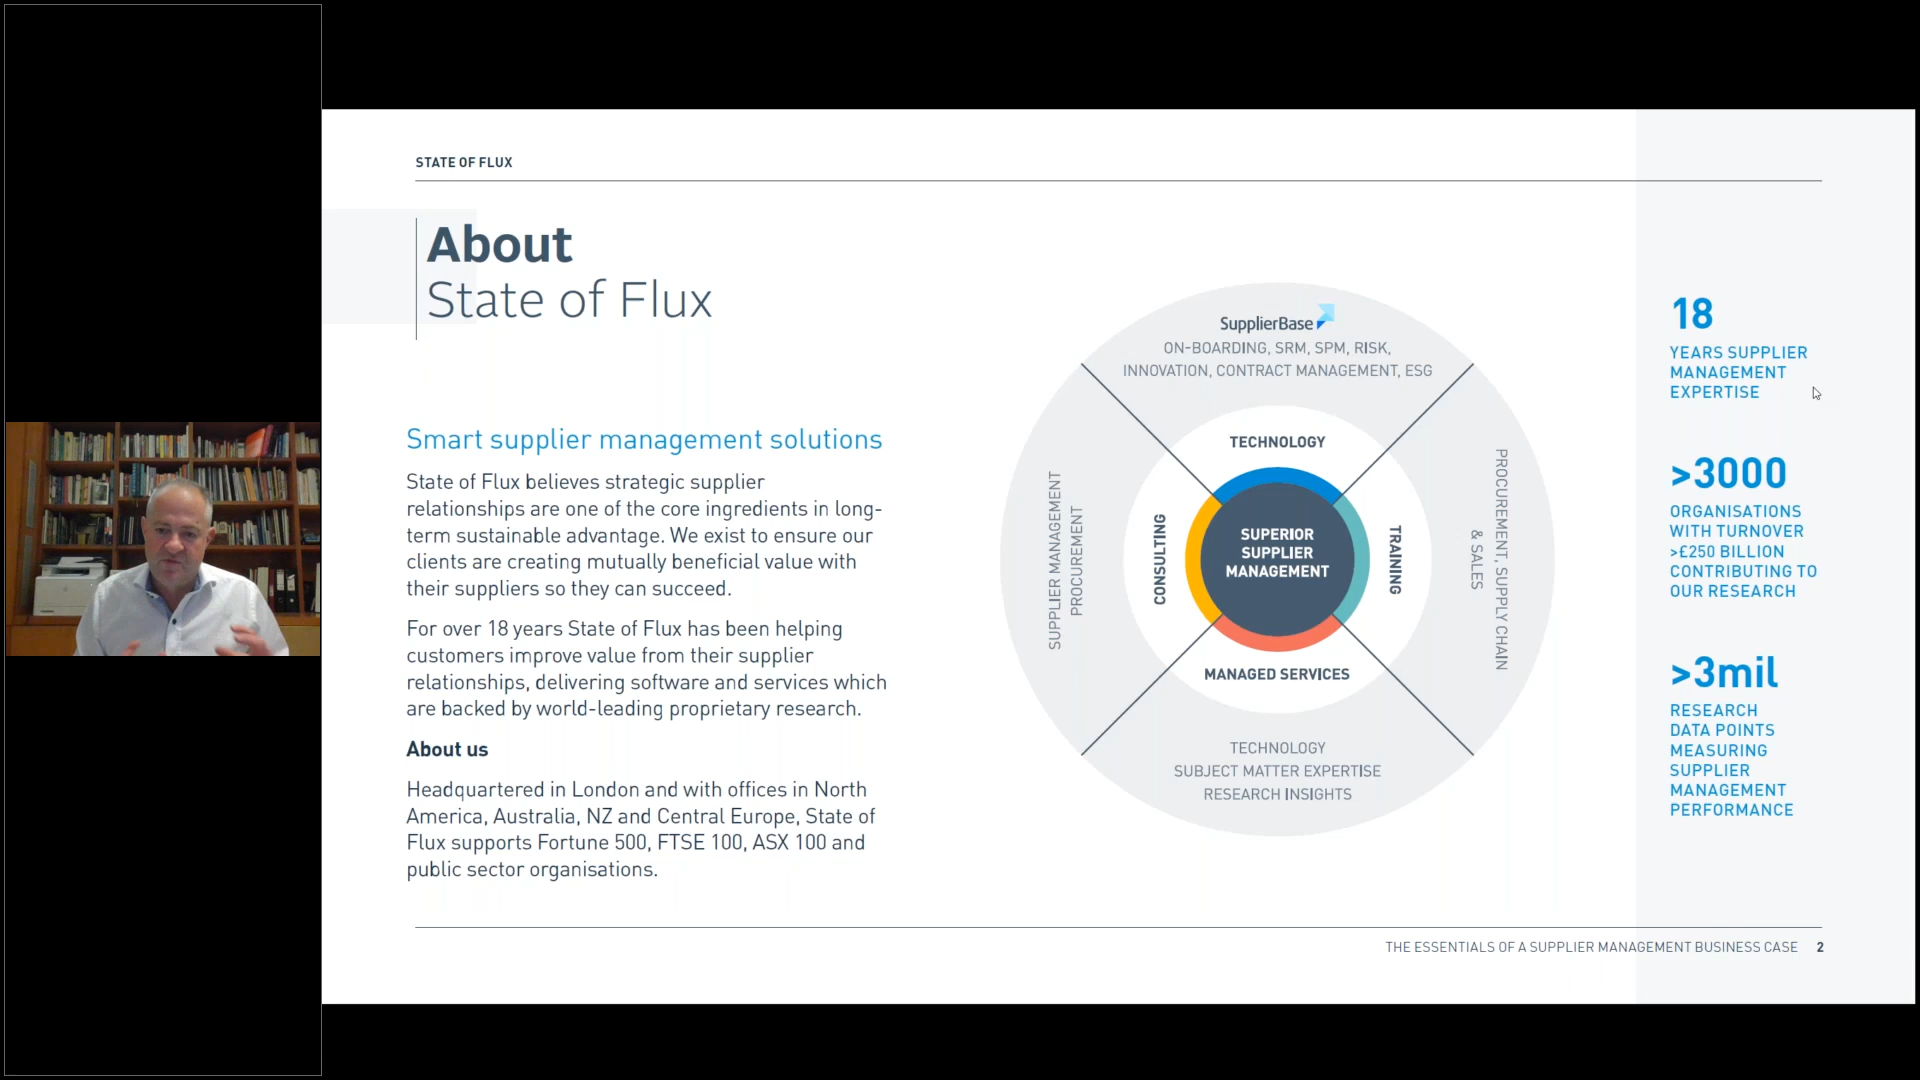 STATE OF FLUX
About
State of Flux
Smart supplier management solutions
State of Flux believes strategic supplier
relationships are one of the core ingredients in long-
term sustainable advantage. We exist to ensure our
clients are creating mutually beneficial value with
their suppliers so they can succeed.
For over 18 years State of Flux has been helping
customers improve value from their supplier
relationships, delivering software and services which
are backed by world-leading proprietary research.
About us
Headquartered in London and with offices in North
America, Australia, NZ and Central Europe, State of
Flux supports Fortune 500, FTSE 100, ASX 100 and
public sector organisations.
SupplierBase
ON-BOARDING, SRM, SPM, RISK,
INNOVATION, CONTRACT MANAGEMENT, ESG
TECHNOLOGY
SUPPLIER MANAGEMENT
PROCUREMENT
CONSULTING
SUPERIOR
SUPPLIER
MANAGEMENT
TRAINING
PROCUREMENT, SUPPLY CHAIN
& SALES
MANAGED SERVICES
TECHNOLOGY
SUBJECT MATTER EXPERTISE
RESEARCH INSIGHTS
18
YEARS SUPPLIER
MANAGEMENT
EXPERTISE
>3000
ORGANISATIONS
WITH TURNOVER
>£250 BILLION
CONTRIBUTING TO
OUR RESEARCH
>3mil
RESEARCH
DATA POINTS
MEASURING
SUPPLIER
MANAGEMENT
PERFORMANCE
THE ESSENTIALS OF A SUPPLIER MANAGEMENT BUSINESS CASE 2